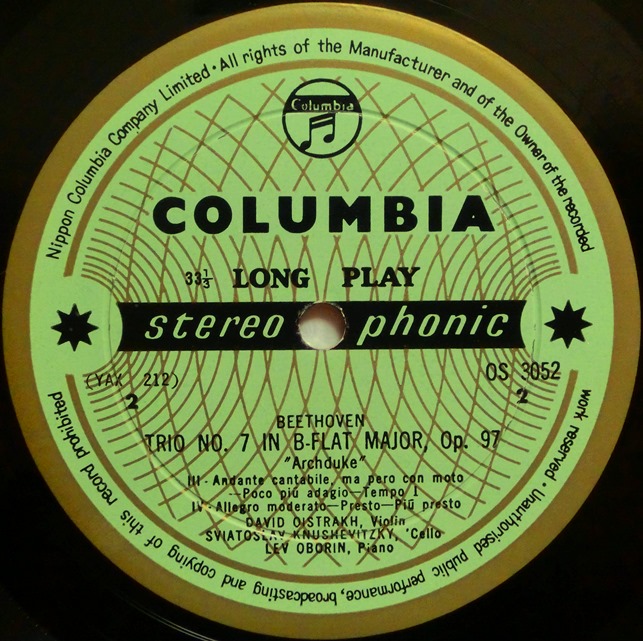 Nippon Columbia Company Limited · All rights of the Manufacturer and of the Owner of the recorded
work reserved · Unauthorised public performance, broadcasting and copying of this record prohibited
Columbia
COLUMBIA
33⅓ LONG PLAY
stereo phonic
(YAX 212) OS 3052
2 2
BEETHOVEN
TRIO NO. 7 IN B-FLAT MAJOR, Op. 97
"Archduke"
III - Andante cantabile, ma pero con moto
--Poco piú adagio—Tempo I
IV - Allegro moderato—Presto—Piú presto
DAVID OISTRAKH, Violin
SVIATOSLAV KNUSHEVITZKY, 'Cello
LEV OBORIN, Piano